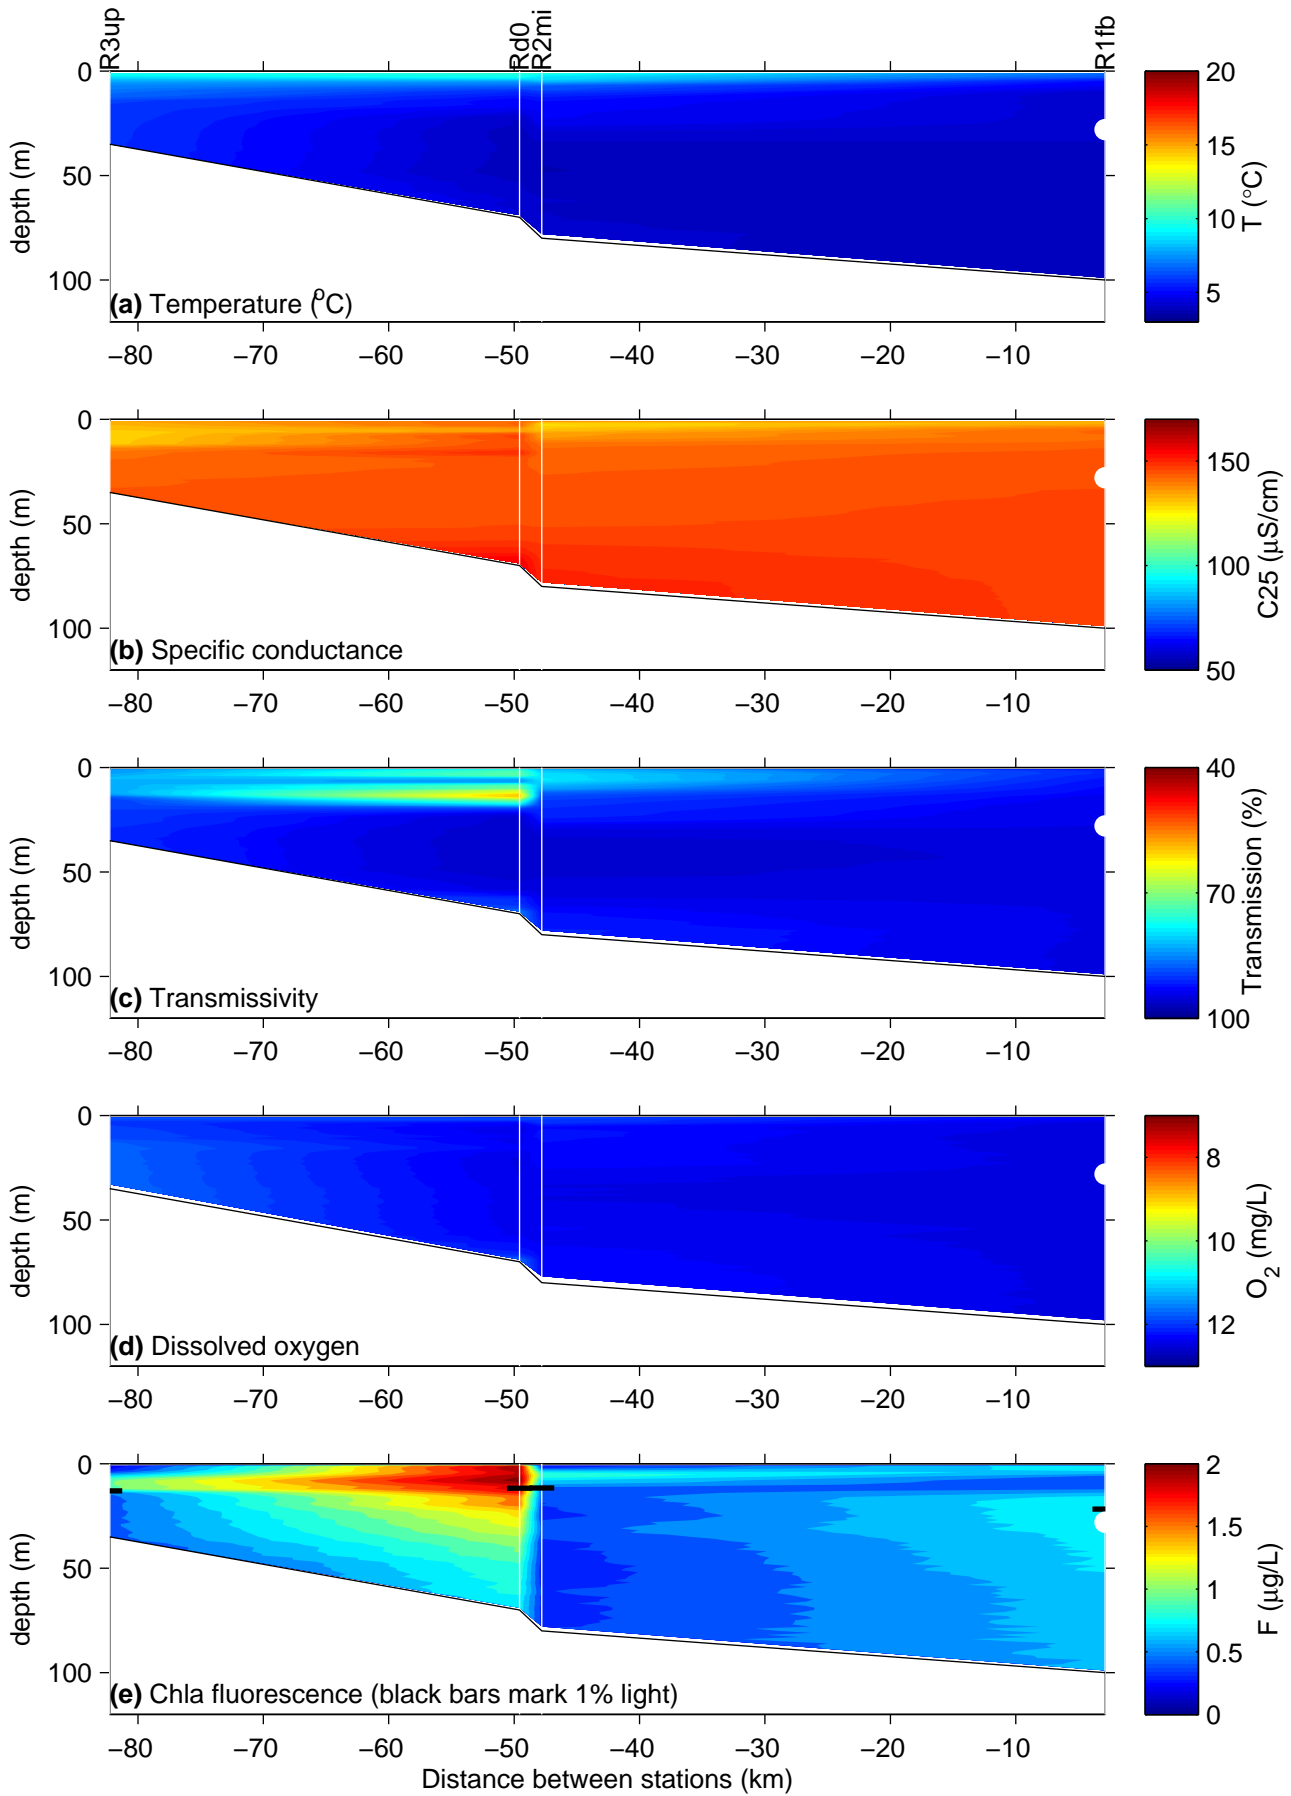 R3up Rd0 R2mi R1fb
0
50
100
depth (m)
(a) Temperature (ºC)
−80 −70 −60 −50 −40 −30 −20 −10
20
15
10
5
T (°C)
0
50
100
depth (m)
(b) Specific conductance
−80 −70 −60 −50 −40 −30 −20 −10
150
100
50
C25 (µS/cm)
0
50
100
depth (m)
(c) Transmissivity
−80 −70 −60 −50 −40 −30 −20 −10
40
70
100
Transmission (%)
0
50
100
depth (m)
(d) Dissolved oxygen
−80 −70 −60 −50 −40 −30 −20 −10
8
10
12
O2 (mg/L)
0
50
100
depth (m)
(e) Chla fluorescence (black bars mark 1% light)
−80 −70 −60 −50 −40 −30 −20 −10
Distance between stations (km)
2
1.5
1
0.5
0
F (µg/L)